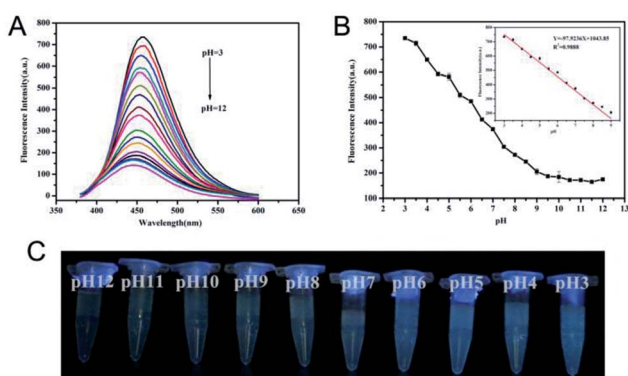 A
Fluorescence Intensity(a.u.)
800
700
600
500
400
300
200
100
0
pH=3
pH=12
350
400
450
500
550
600
650
Wavelength(nm)
B
Fluorescence Intensity(a.u.)
800
700
600
500
400
300
200
100
Y=-97.9236X+1043.85
R²=0.9888
pH
2
3
4
5
6
7
8
9
10
11
12
13
pH
C
pH12 pH11 pH10 pH9 pH8 pH7 pH6 pH5 pH4 pH3